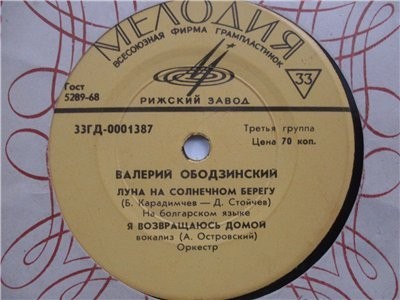 МЕЛОДИЯ
ВСЕСОЮЗНАЯ ФИРМА ГРАМПЛАСТИНОК
33
Гост
5289-68
РИЖСКИЙ ЗАВОД
33ГД-0001387
Третья группа
Цена 70 коп.
ВАЛЕРИЙ ОБОДЗИНСКИЙ
ЛУНА НА СОЛНЕЧНОМ БЕРЕГУ
(Б. Карадимчев — Д. Стойчев)
На болгарском языке
Я ВОЗВРАЩАЮСЬ ДОМОЙ
вокализ (А. Островский)
Оркестр